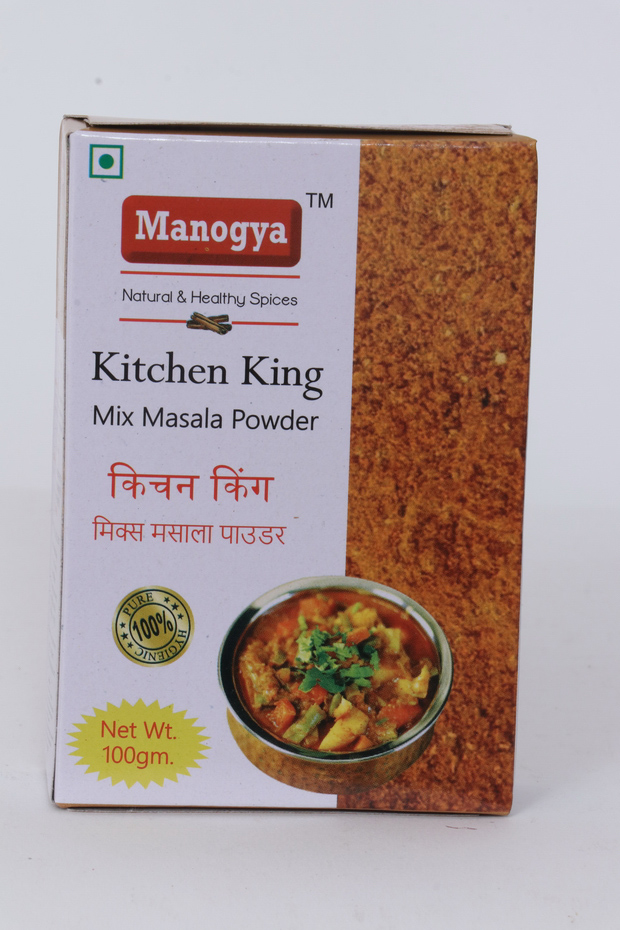 Manogya TM
Natural & Healthy Spices
Kitchen King
Mix Masala Powder
किचन किंग
मिक्स मसाला पाउडर
PURE
100%
HYGIENIC
Net Wt.
100gm.